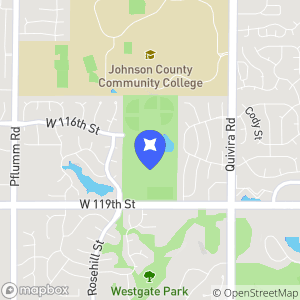 Johnson County
Community College
W 116th St
Cody St
Pflumm Rd
Quivira Rd
W 119th St
Rosehill St
Westgate Park
mapbox
© Mapbox © OpenStreetMap